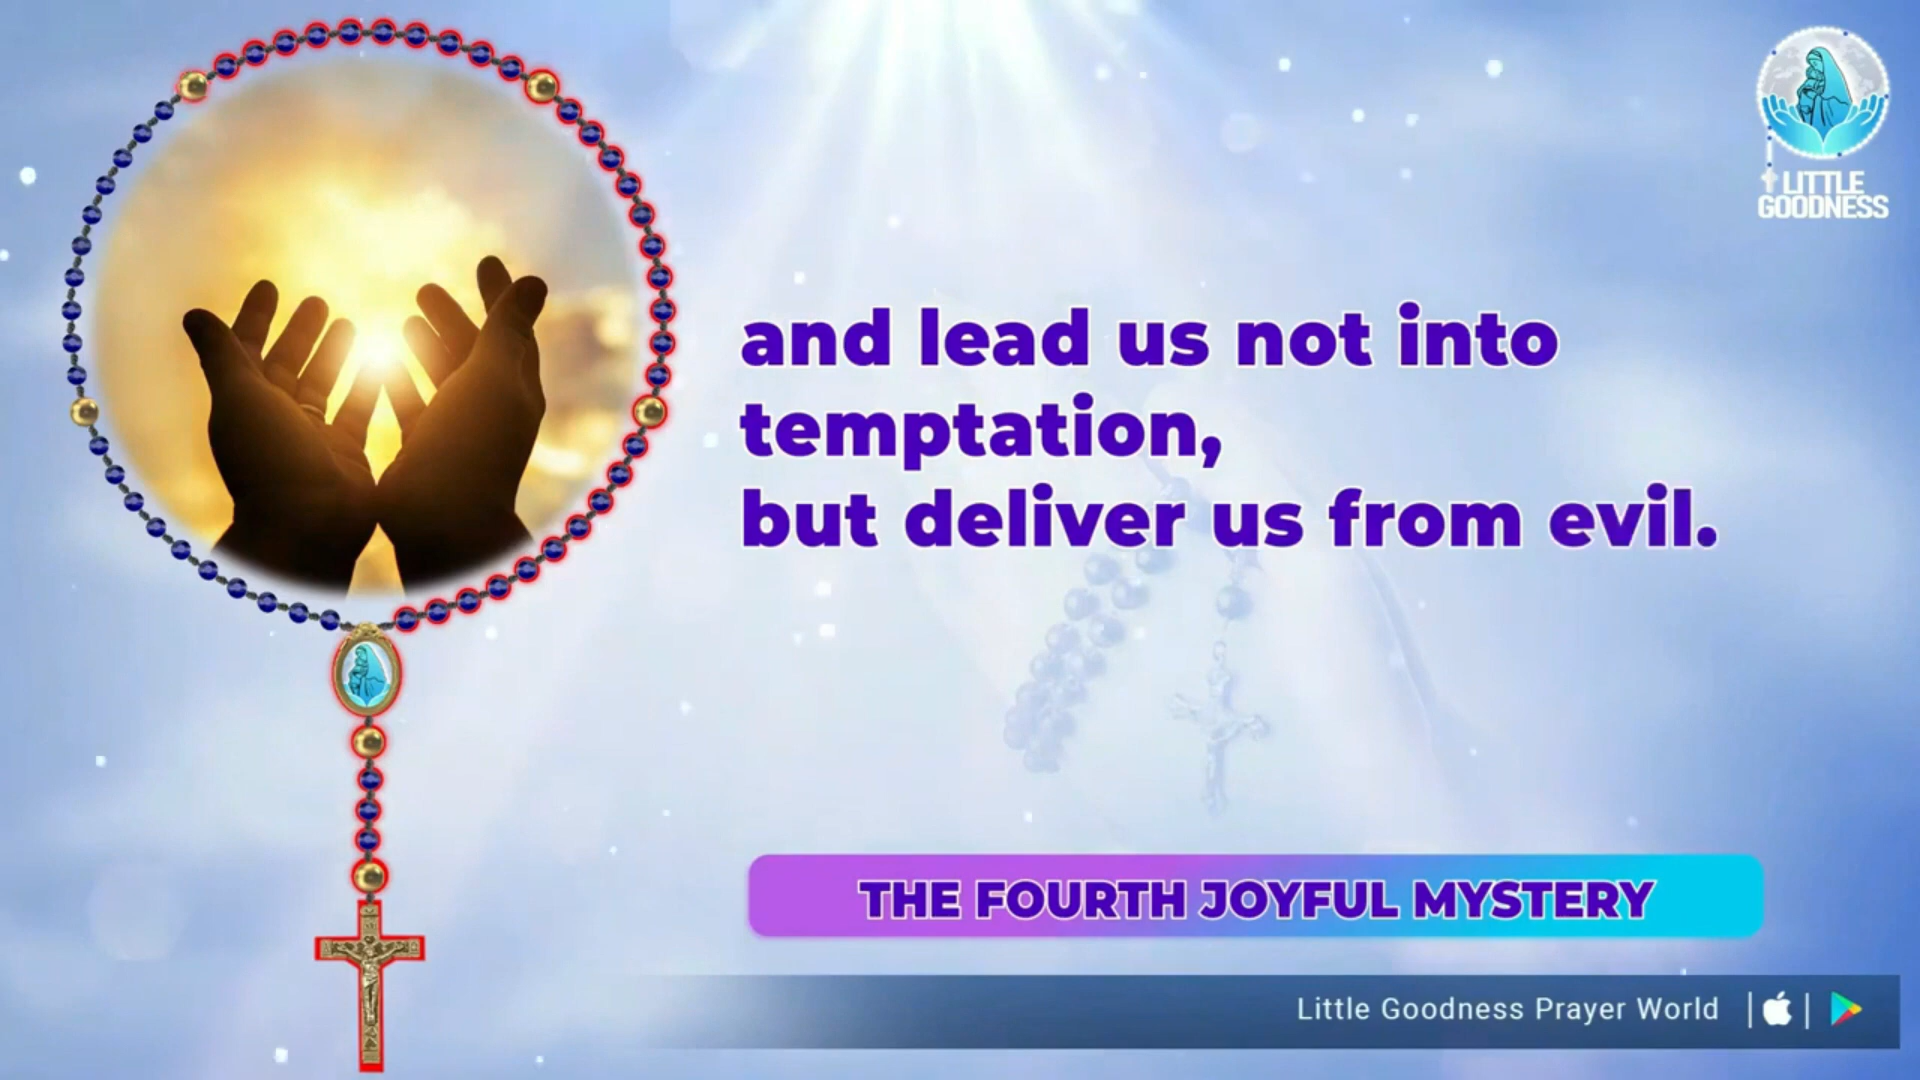 LITTLE
GOODNESS
and lead us not into
temptation,
but deliver us from evil.
THE FOURTH JOYFUL MYSTERY
Little Goodness Prayer World